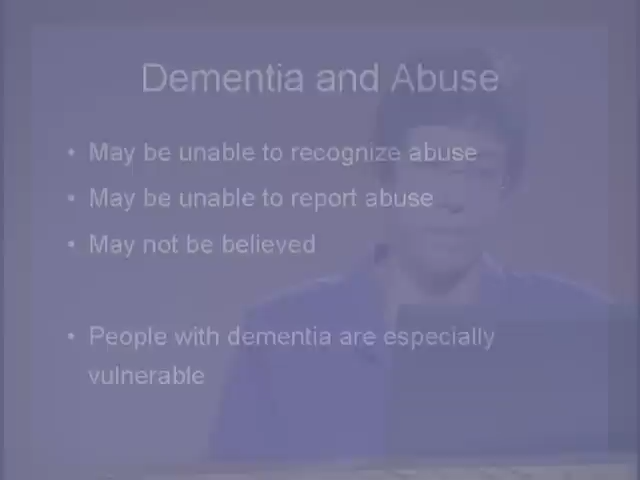 Dementia and Abuse
• May be unable to recognize abuse
• May be unable to report abuse
• May not be believed
• People with dementia are especially
vulnerable